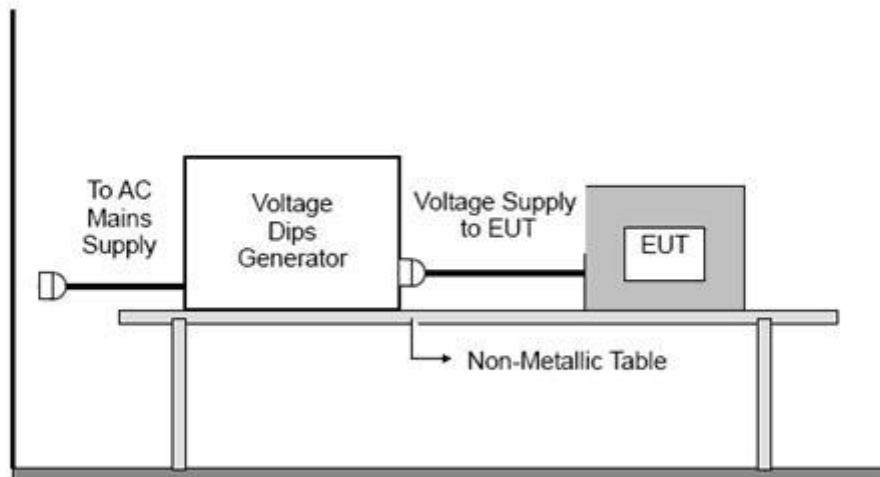 To AC
Mains
Supply
Voltage
Dips
Generator
Voltage Supply
to EUT
EUT
Non-Metallic Table